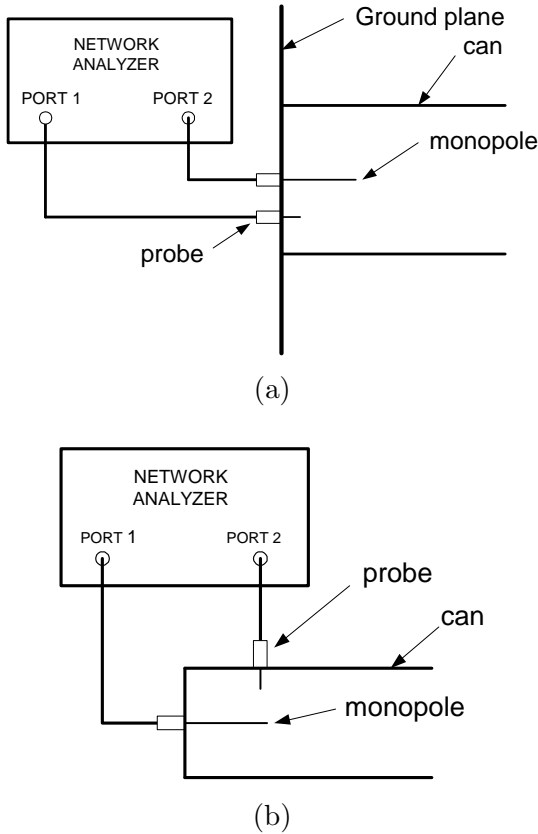 Ground plane
can
NETWORK
ANALYZER
PORT 1
PORT 2
monopole
probe
(a)
NETWORK
ANALYZER
PORT 1
PORT 2
probe
can
monopole
(b)